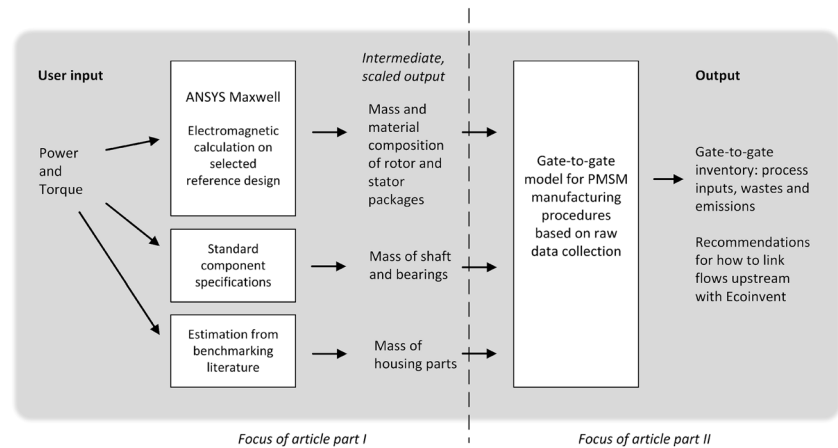 User input
Power
and
Torque
ANSYS Maxwell
Electromagnetic
calculation on
selected
reference design
Standard
component
specifications
Estimation from
benchmarking
literature
Intermediate,
scaled output
Mass and
material
composition
of rotor and
stator
packages
Mass of shaft
and bearings
Mass of
housing parts
Gate-to-gate
model for PMSM
manufacturing
procedures
based on raw
data collection
Output
Gate-to-gate
inventory: process
inputs, wastes and
emissions
Recommendations
for how to link
flows upstream
with Ecoinvent
Focus of article part I
Focus of article part II